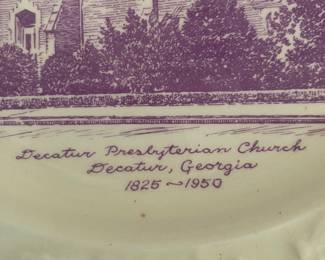 Decatur Presbyterian Church
Decatur, Georgia
1825~1950